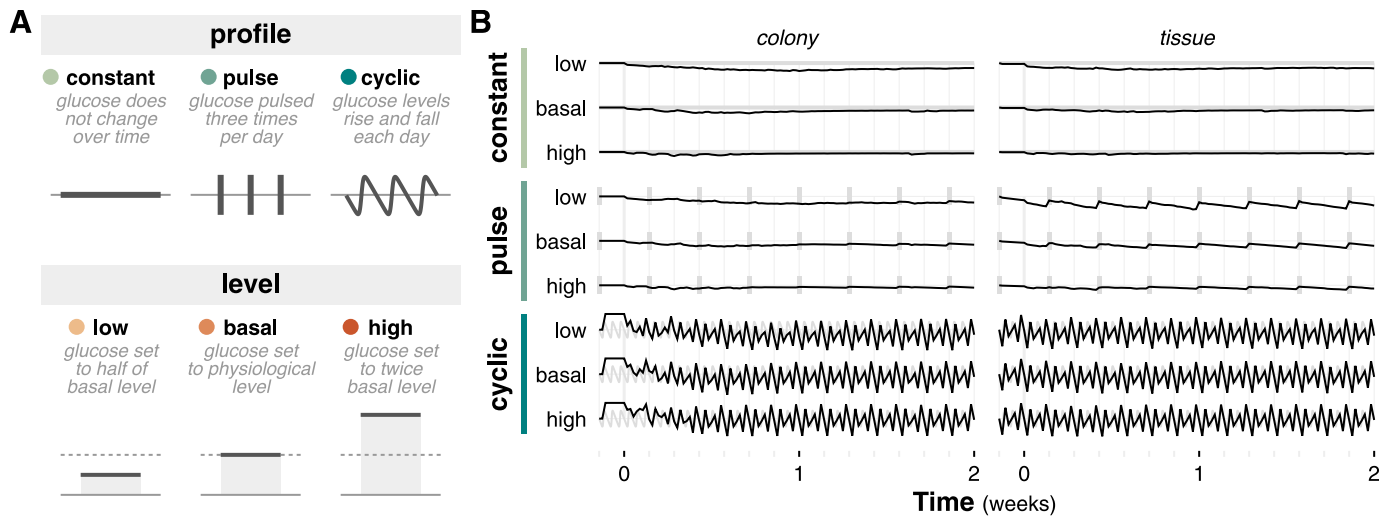 A
profile
constant
glucose does
not change
over time
pulse
glucose pulsed
three times
per day
cyclic
glucose levels
rise and fall
each day
level
low
glucose set
to half of
basal level
basal
glucose set
to physiological
level
high
glucose set
to twice
basal level
B
colony
tissue
constant
low
basal
high
pulse
low
basal
high
cyclic
low
basal
high
0 1 2 0 1 2
Time (weeks)